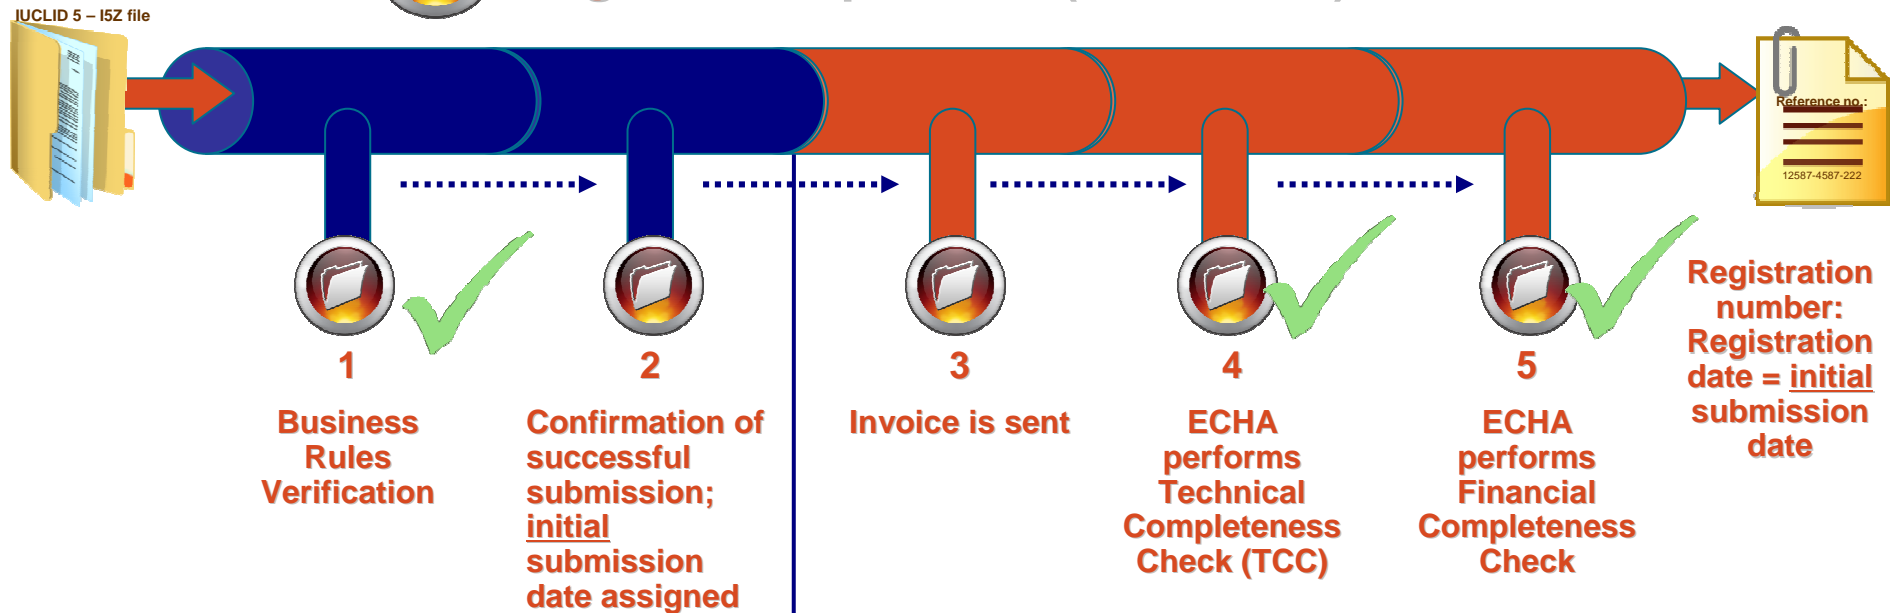 IUCLID 5 – I5Z file
Reference no.:
12587-4587-222
1
Business
Rules
Verification
2
Confirmation of
successful
submission;
initial
submission
date assigned
3
Invoice is sent
4
ECHA
performs
Technical
Completeness
Check (TCC)
5
ECHA
performs
Financial
Completeness
Check
Registration
number:
Registration
date = initial
submission
date